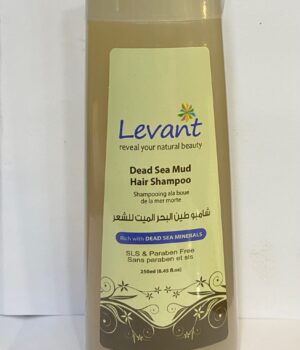 Levant
reveal your natural beauty
Dead Sea Mud
Hair Shampoo
Shampooing ala boue
de la mer morte
شامبو طين البحر الميت للشعر
Rich with DEAD SEA MINERALS
SLS & Paraben Free
Sans paraben et sls
250ml (8.45 fl.oz)